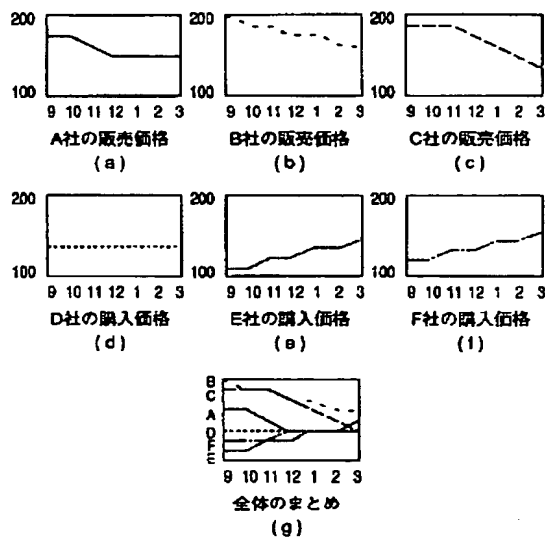 200 200 200
100 100 100
9 10 11 12 1 2 3 9 10 11 12 1 2 3 9 10 11 12 1 2 3
A社の販売価格 B社の販売価格 C社の販売価格
(a) (b) (c)
200 200 200
100 100 100
9 10 11 12 1 2 3 9 10 11 12 1 2 3 9 10 11 12 1 2 3
D社の購入価格 E社の購入価格 F社の購入価格
(d) (e) (f)
B
C
A
D
F
E
9 10 11 12 1 2 3
全体のまとめ
(g)